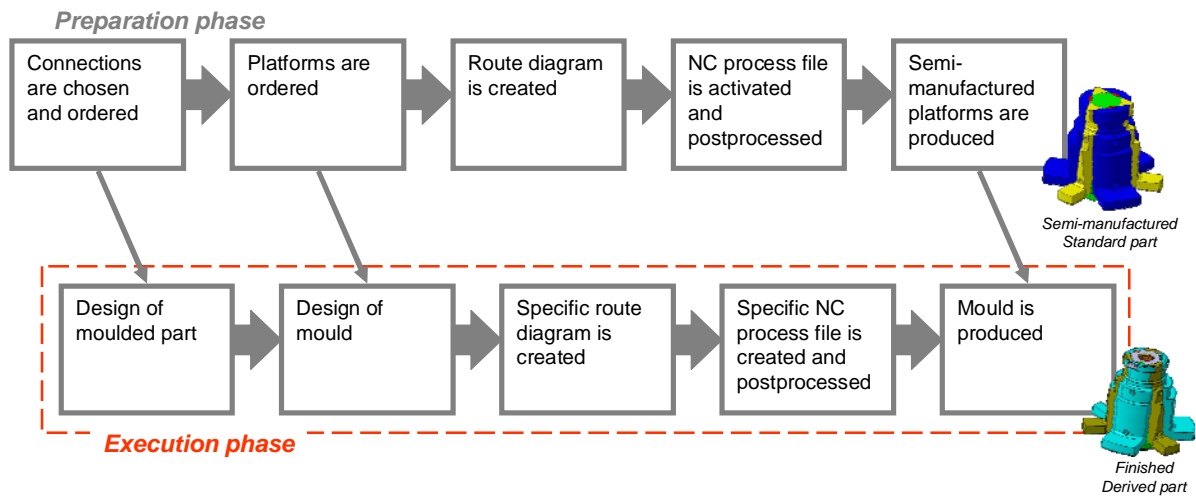 Preparation phase
Connections
are chosen
and ordered
Platforms are
ordered
Route diagram
is created
NC process file
is activated
and
postprocessed
Semi-
manufactured
platforms are
produced
Semi-manufactured
Standard part
Design of
moulded part
Design of
mould
Specific route
diagram is
created
Specific NC
process file is
created and
postprocessed
Mould is
produced
Execution phase
Finished
Derived part